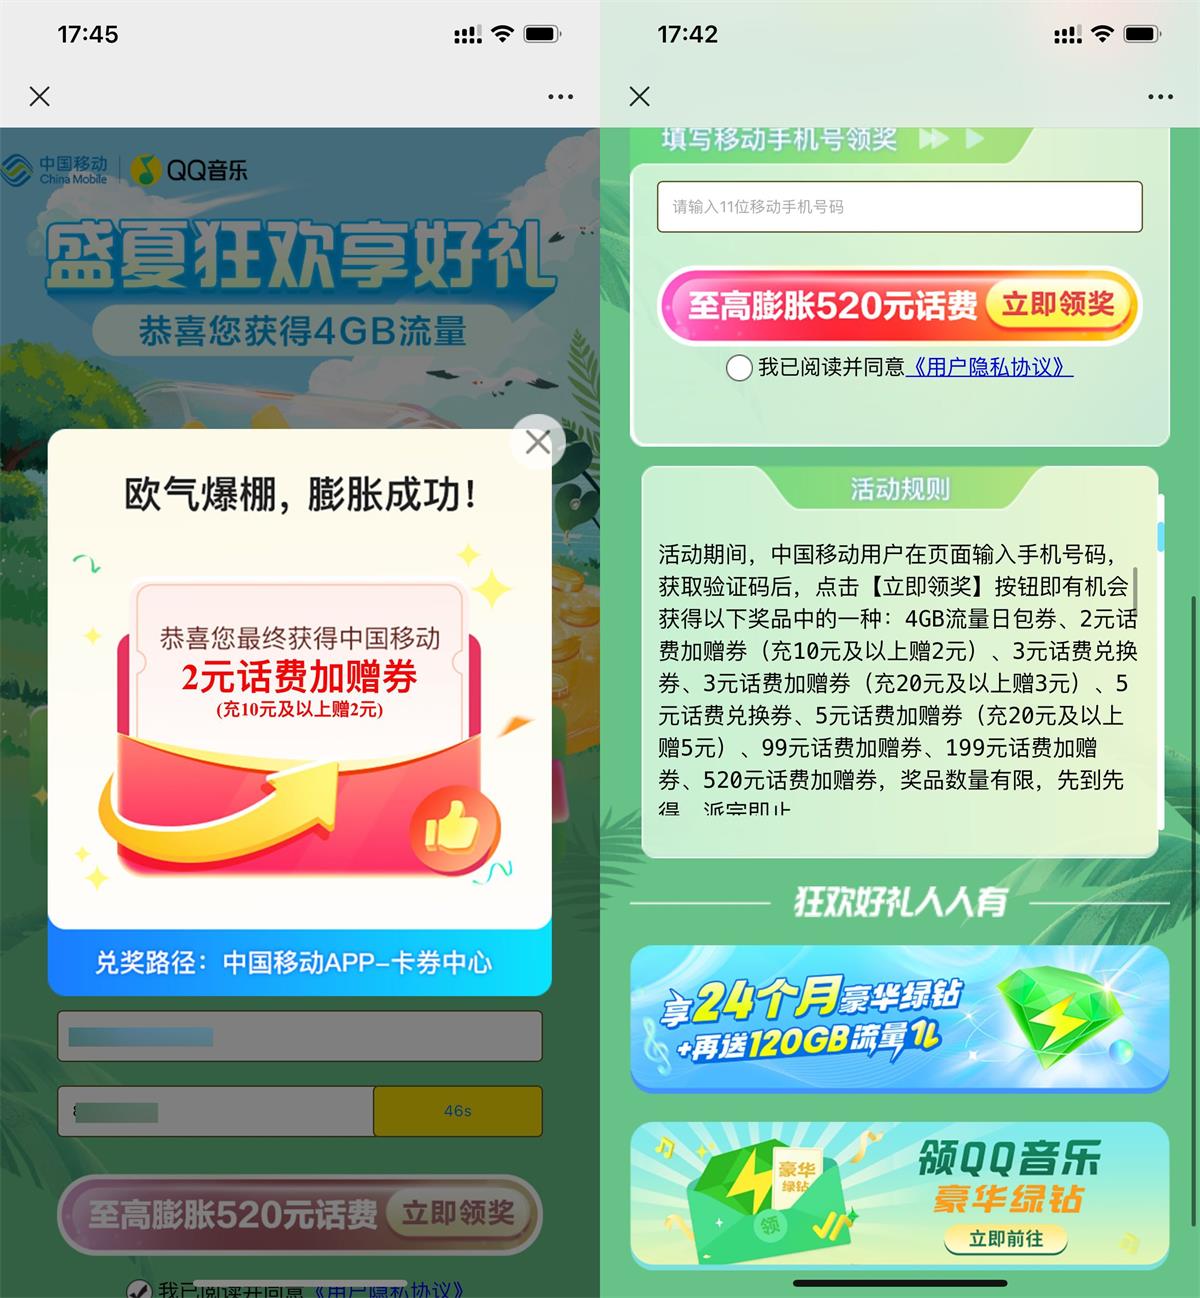 17:45
中国移动
China Mobile
QQ音乐
盛夏狂欢享好礼
恭喜您获得4GB流量
欧气爆棚，膨胀成功！
恭喜您最终获得中国移动
2元话费加赠券
(充10元及以上赠2元)
兑奖路径：中国移动APP-卡券中心
46s
至高膨胀520元话费 立即领奖
我已阅读并同意《用户隐私协议》
17:42
填写移动手机号领奖
请输入11位移动手机号码
至高膨胀520元话费 立即领奖
我已阅读并同意《用户隐私协议》
活动规则
活动期间，中国移动用户在页面输入手机号码，
获取验证码后，点击【立即领奖】按钮即有机会
获得以下奖品中的一种：4GB流量日包券、2元话
费加赠券（充10元及以上赠2元）、3元话费兑换
券、3元话费加赠券（充20元及以上赠3元）、5
元话费兑换券、5元话费加赠券（充20元及以上
赠5元）、99元话费加赠券、199元话费加赠
券、520元话费加赠券，奖品数量有限，先到先
得，派完即止
狂欢好礼人人有
享24个月豪华绿钻
+再送120GB流量
豪华
绿钻
领
领QQ音乐
豪华绿钻
立即前往